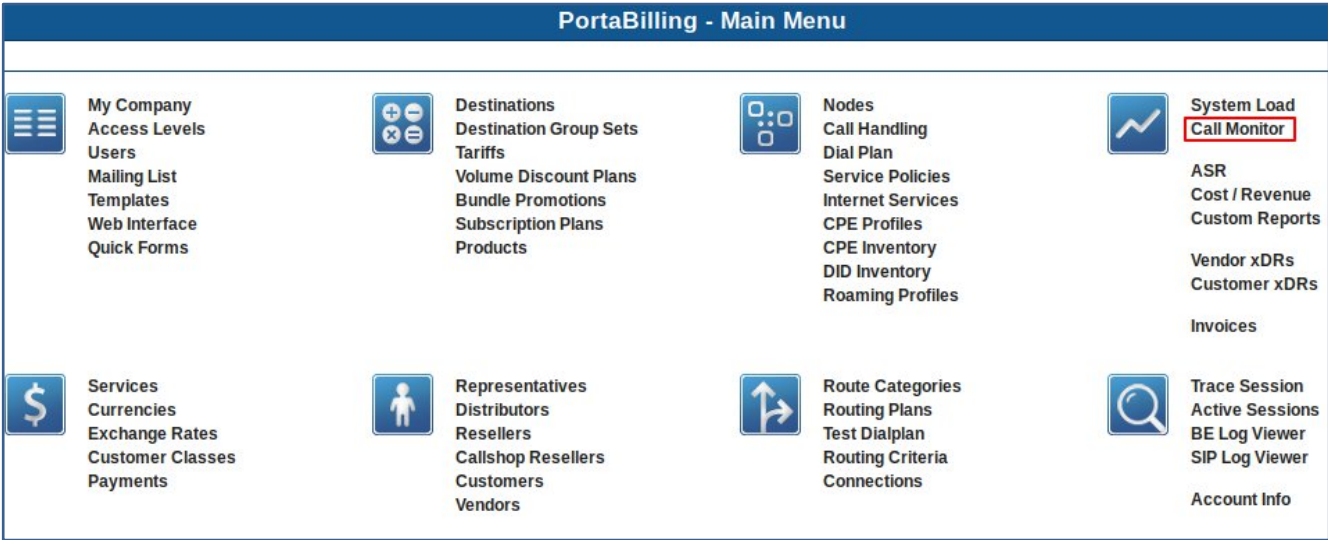 PortaBilling - Main Menu
My Company
Access Levels
Users
Mailing List
Templates
Web Interface
Quick Forms
Destinations
Destination Group Sets
Tariffs
Volume Discount Plans
Bundle Promotions
Subscription Plans
Products
Nodes
Call Handling
Dial Plan
Service Policies
Internet Services
CPE Profiles
CPE Inventory
DID Inventory
Roaming Profiles
System Load
Call Monitor
ASR
Cost / Revenue
Custom Reports
Vendor xDRs
Customer xDRs
Invoices
Services
Currencies
Exchange Rates
Customer Classes
Payments
Representatives
Distributors
Resellers
Callshop Resellers
Customers
Vendors
Route Categories
Routing Plans
Test Dialplan
Routing Criteria
Connections
Trace Session
Active Sessions
BE Log Viewer
SIP Log Viewer
Account Info